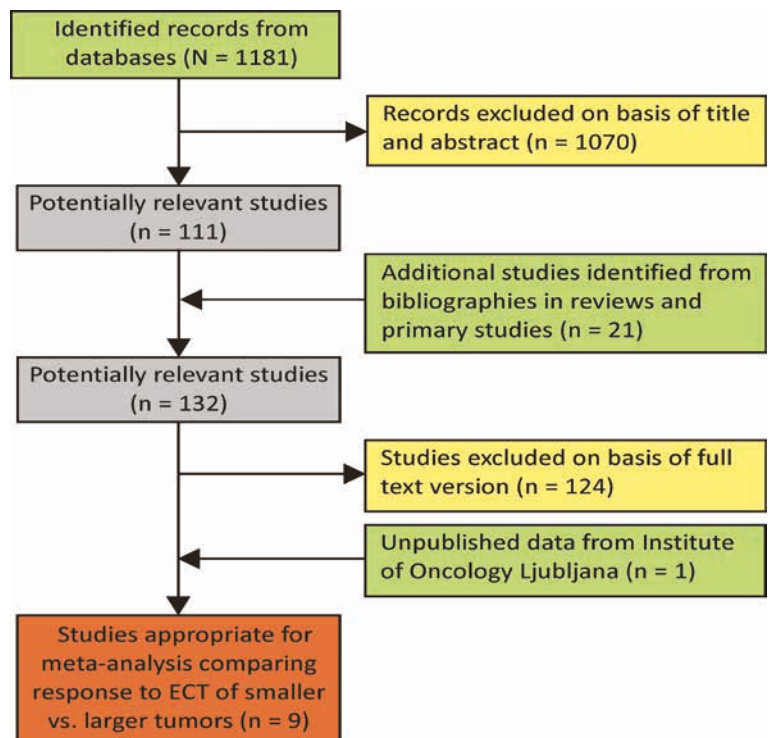 Identified records from
databases (N = 1181)
Records excluded on basis of title
and abstract (n = 1070)
Potentially relevant studies
(n = 111)
Additional studies identified from
bibliographies in reviews and
primary studies (n = 21)
Potentially relevant studies
(n = 132)
Studies excluded on basis of full
text version (n = 124)
Unpublished data from Institute
of Oncology Ljubljana (n = 1)
Studies appropriate for
meta-analysis comparing
response to ECT of smaller
vs. larger tumors (n = 9)